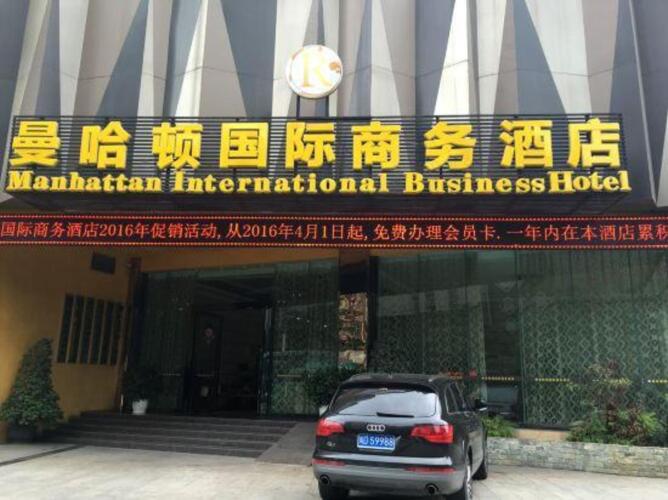 R
曼哈顿国际商务酒店
Manhattan International Business Hotel
国际商务酒店2016年促销活动,从2016年4月1日起,免费办理会员卡.一年内在本酒店累积
59988